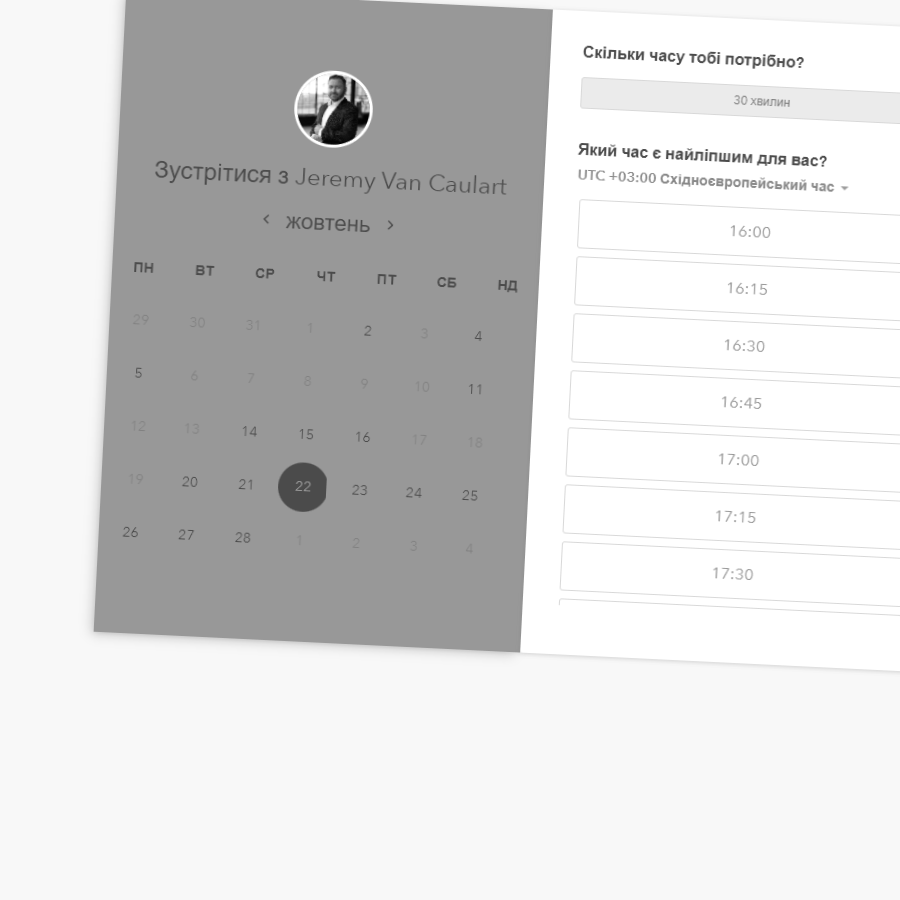 Зустрітися з Jeremy Van Caulart
‹ жовтень ›
ПН ВТ СР ЧТ ПТ СБ НД
29 30 31 1 2 3 4
5 6 7 8 9 10 11
12 13 14 15 16 17 18
19 20 21 22 23 24 25
26 27 28 1 2 3 4
Скільки часу тобі потрібно?
30 хвилин
Який час є найліпшим для вас?
UTC +03:00 Східноєвропейський час
16:00
16:15
16:30
16:45
17:00
17:15
17:30